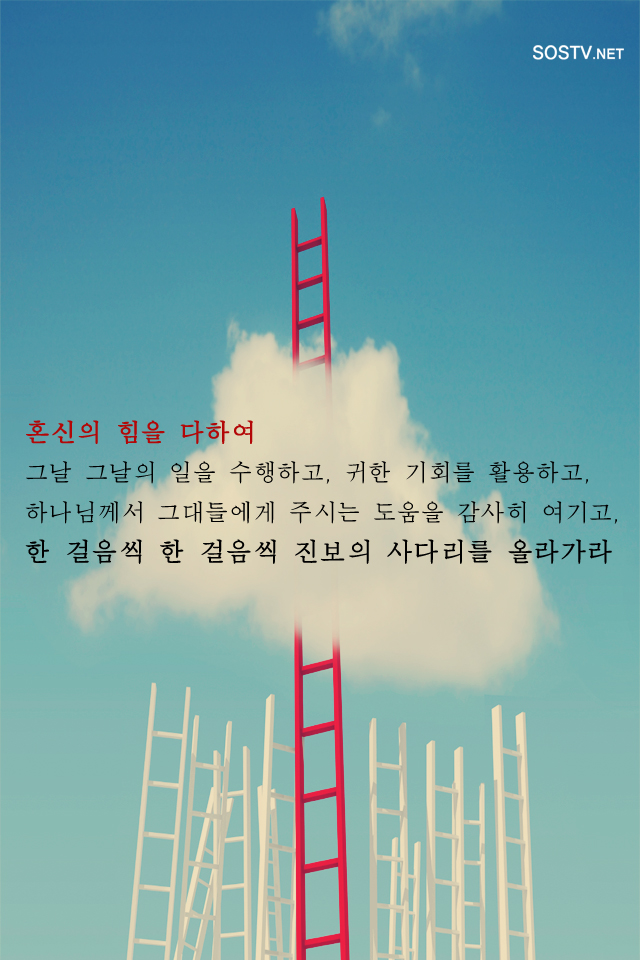 SOSTV.NET
혼신의 힘을 다하여
그날 그날의 일을 수행하고, 귀한 기회를 활용하고,
하나님께서 그대들에게 주시는 도움을 감사히 여기고,
한 걸음씩 한 걸음씩 진보의 사다리를 올라가라